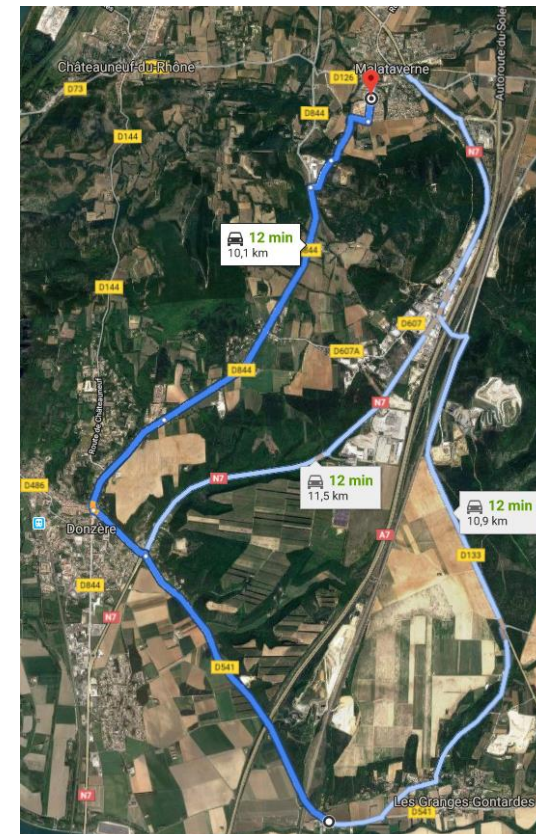 Châteauneuf-du-Rhône
Malataverne
D126
D73
Autoroute du Soleil
D844
D144
N7
12 min
10,1 km
D144
D607
D607A
D844
N7
Route de Châteauneuf
N7
12 min
11,5 km
D486
12 min
10,9 km
Donzère
A7
D133
D844
N7
D541
N7
Les Granges-Gontardes
D541